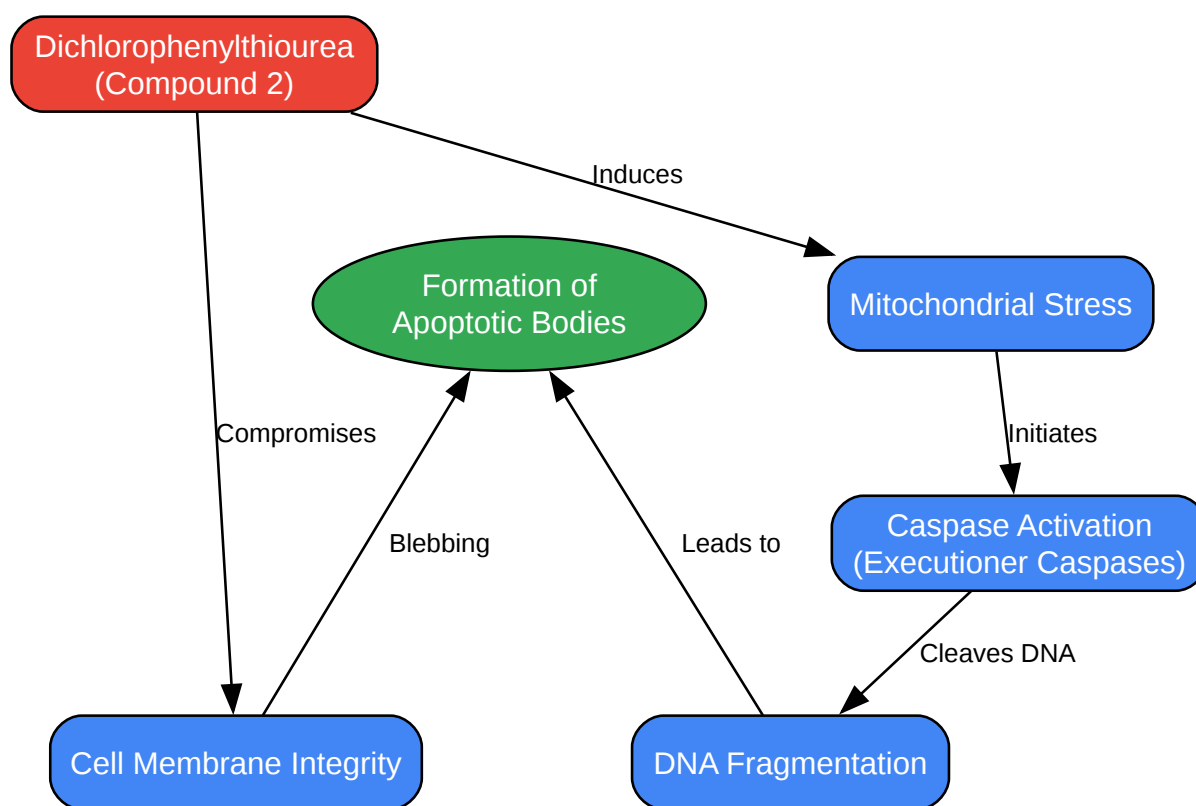 Dichlorophenylthiourea
(Compound 2)
Induces
Formation of
Apoptotic Bodies
Mitochondrial Stress
Compromises
Initiates
Blebbing
Leads to
Caspase Activation
(Executioner Caspases)
Cleaves DNA
Cell Membrane Integrity
DNA Fragmentation